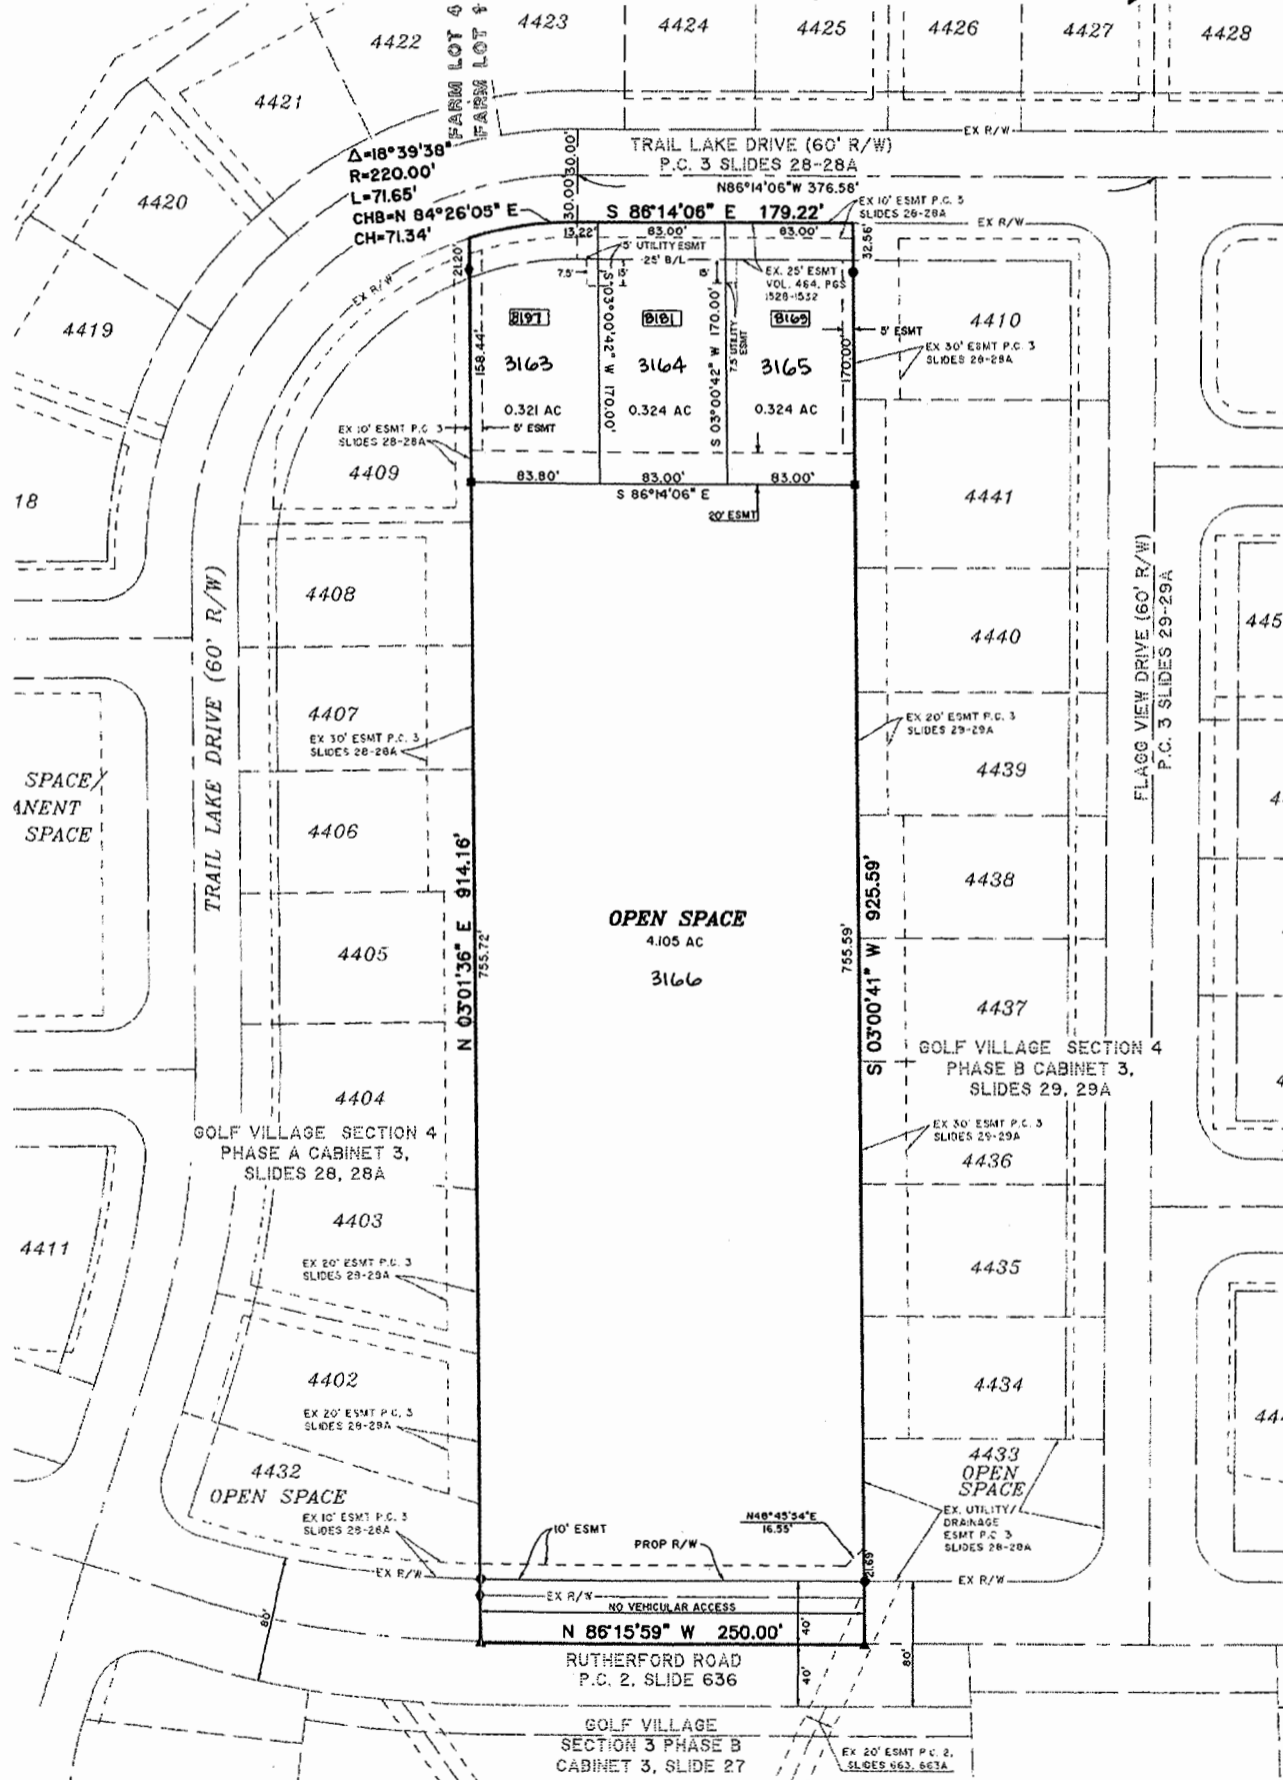 4422
4423
4424
4425
4426
4427
4428
4421
FARM LOT 4
FARM LOT
Δ=18°39'38"
R=220.00'
L=71.65'
CHB=N 84°26'05" E
CH=71.34'
30.00'
30.00'
TRAIL LAKE DRIVE (60' R/W)
P.C. 3 SLIDES 28-28A
EX R/W
N86°14'06"W 376.58'
S 86°14'06" E 179.22'
EX 10' ESMT P.C. 3
SLIDES 28-28A
EX R/W
4420
13.22'
83.00'
83.00'
32.56'
21.20'
5' UTILITY ESMT
25' B/L
7.5'
15'
EX. 25' ESMT
VOL. 464, PGS
1528-1532
EX R/W
4419
8197
8181
8169
4410
5' ESMT
EX 30' ESMT P.C. 3
SLIDES 28-28A
158.44'
S 03°00'42" W 170.00'
S 03°00'42" W 170.00'
7.5' UTILITY
ESMT
170.00'
3163
3164
3165
0.321 AC
0.324 AC
0.324 AC
EX 10' ESMT P.C. 3
SLIDES 28-28A
5' ESMT
4409
83.80'
83.00'
83.00'
S 86°14'06" E
20' ESMT
18
4441
4408
4440
445
TRAIL LAKE DRIVE (60' R/W)
FLAGG VIEW DRIVE (60' R/W)
P.C. 3 SLIDES 29-29A
4407
EX 30' ESMT P.C. 3
SLIDES 28-28A
EX 20' ESMT P.C. 3
SLIDES 29-29A
SPACE/
ANENT
SPACE
4439
4406
4438
N 03°01'36" E 914.16'
755.72'
S 03°00'41" W 925.59'
755.59'
OPEN SPACE
4.105 AC
3166
4405
4437
GOLF VILLAGE SECTION 4
PHASE B CABINET 3,
SLIDES 29, 29A
4404
GOLF VILLAGE SECTION 4
PHASE A CABINET 3,
SLIDES 28, 28A
EX 30' ESMT P.C. 3
SLIDES 29-29A
4436
4403
4411
EX 20' ESMT P.C. 3
SLIDES 29-29A
4435
4402
4434
EX 20' ESMT P.C. 3
SLIDES 28-28A
4432
OPEN SPACE
4433
OPEN
SPACE
EX 10' ESMT P.C. 3
SLIDES 28-28A
EX. UTILITY/
DRAINAGE
ESMT P.C 3
SLIDES 28-28A
10' ESMT
PROP R/W
N48°45'54"E
16.55'
21.69
EX R/W
EX R/W
EX R/W
NO VEHICULAR ACCESS
N 86°15'59" W 250.00'
80'
40'
40'
80'
RUTHERFORD ROAD
P.C. 2, SLIDE 636
GOLF VILLAGE
SECTION 3 PHASE B
CABINET 3, SLIDE 27
EX 20' ESMT P.C. 2,
SLIDES 663, 663A